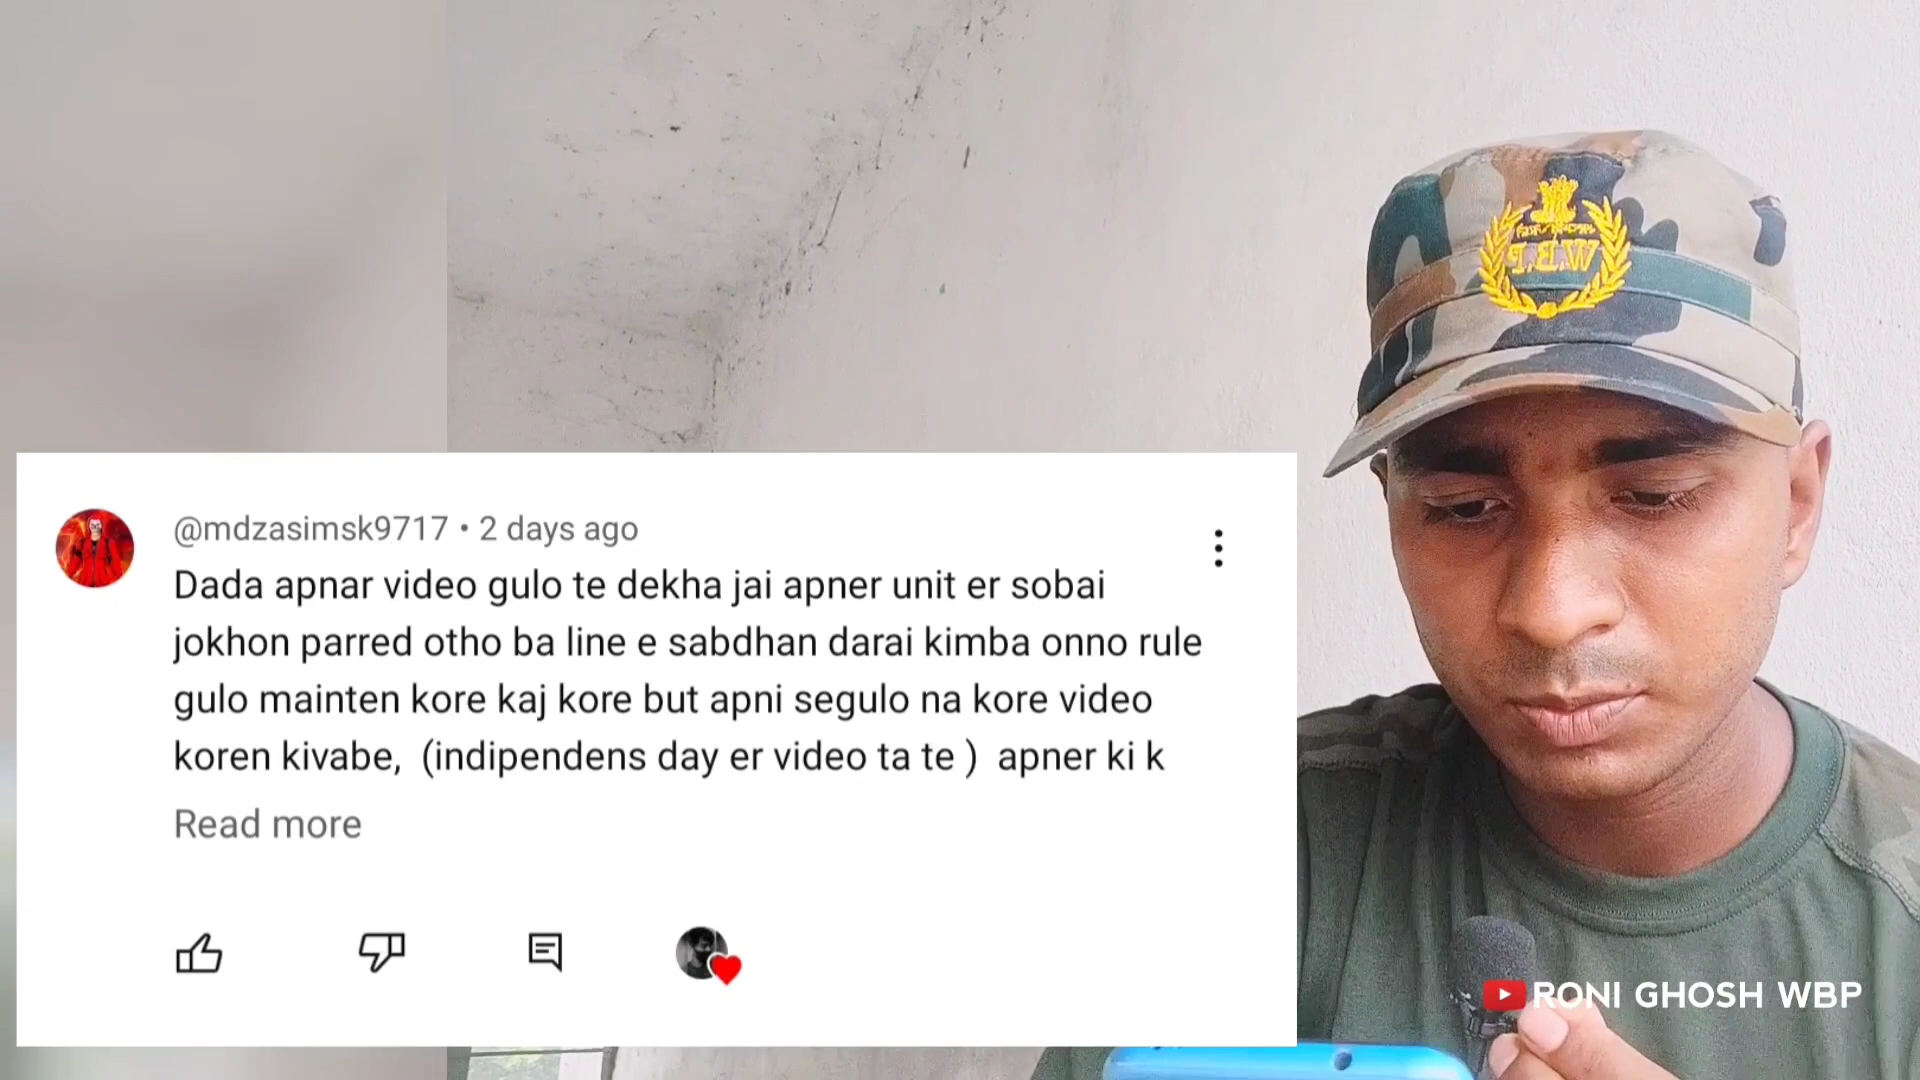 @mdzasimsk9717 • 2 days ago
Dada apnar video gulo te dekha jai apner unit er sobai
jokhon parred otho ba line e sabdhan darai kimba onno rule
gulo mainten kore kaj kore but apni segulo na kore video
koren kivabe, (indipendens day er video ta te ) apner ki k
Read more
W.B.P
RONI GHOSH WBP